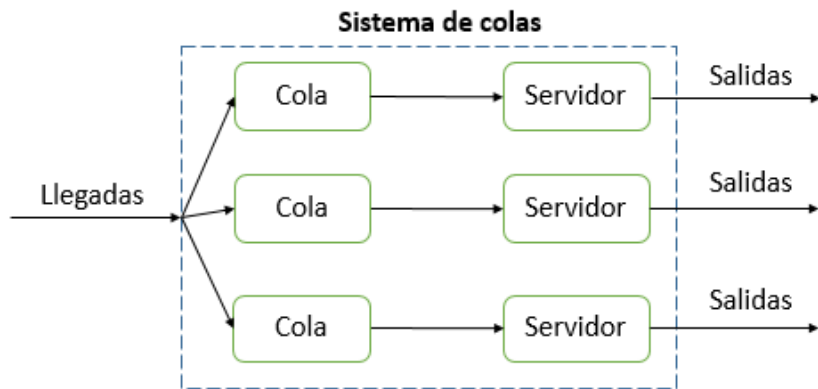 Sistema de colas
Cola
Servidor
Salidas
Llegadas
Cola
Servidor
Salidas
Cola
Servidor
Salidas